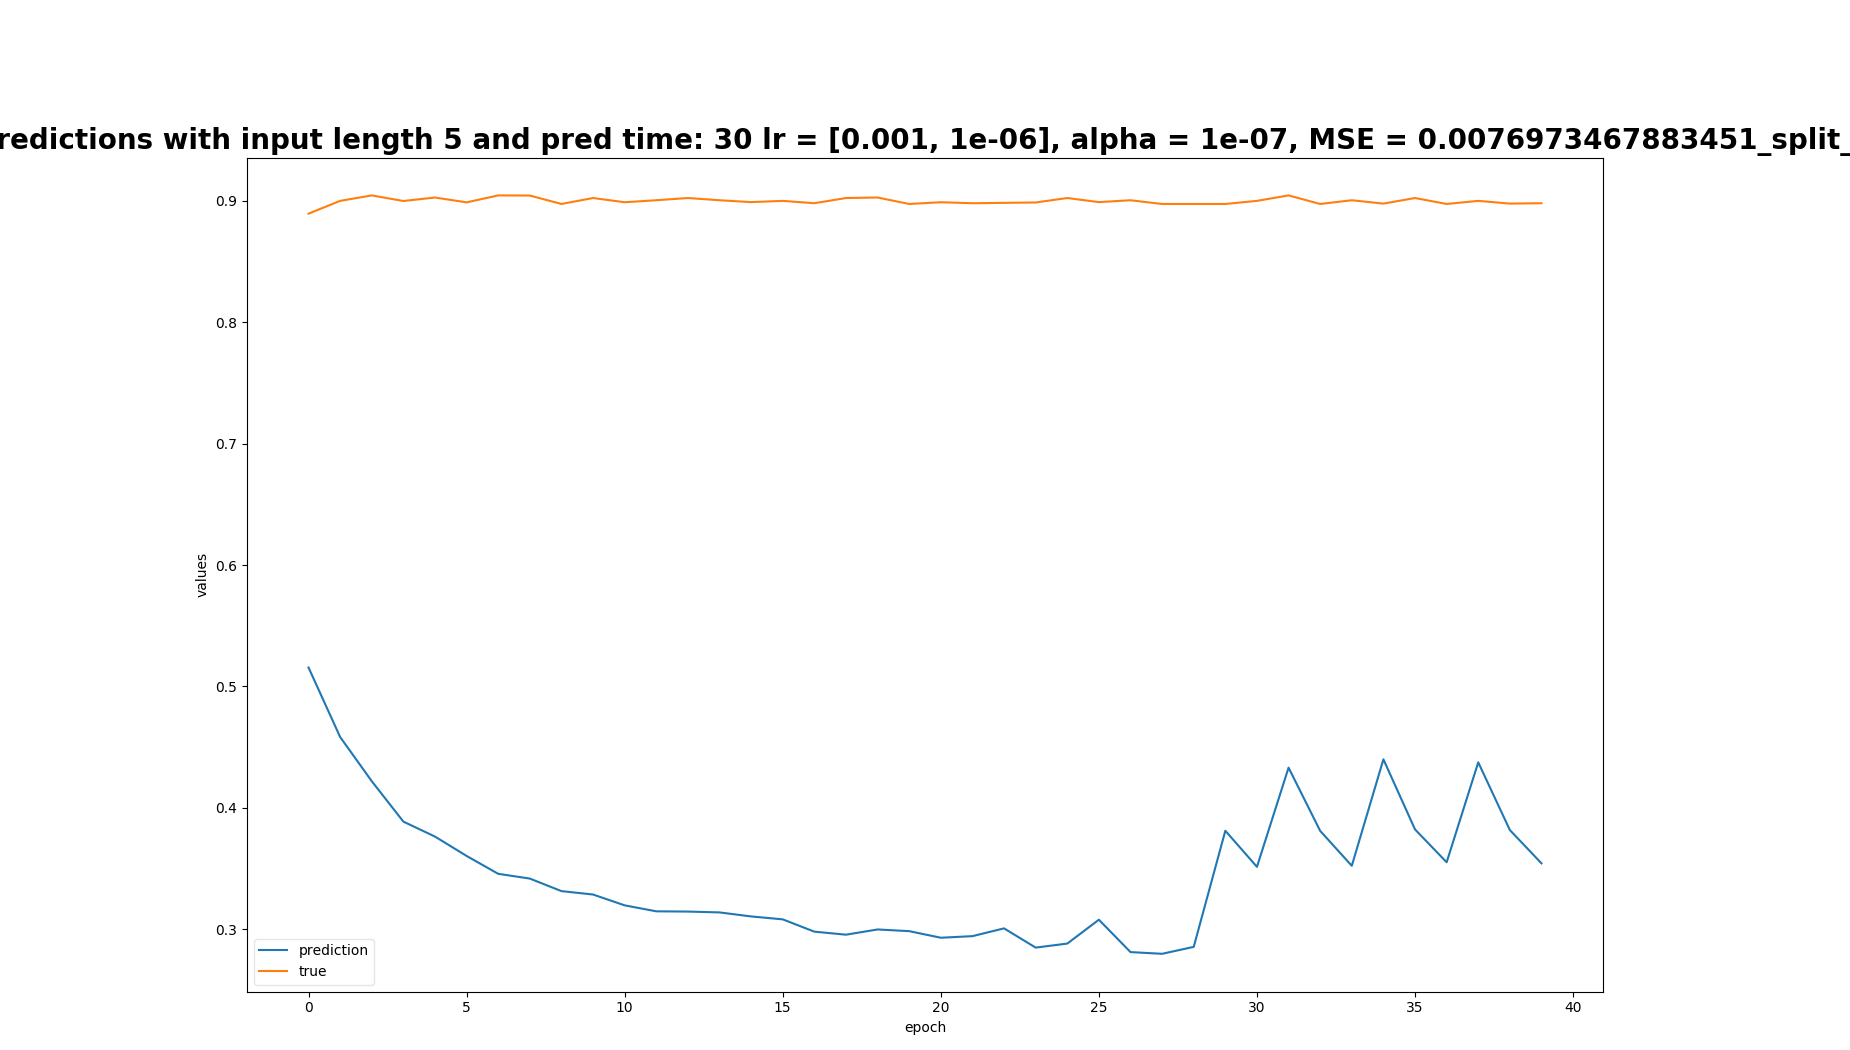 redictions with input length 5 and pred time: 30 lr = [0.001, 1e-06], alpha = 1e-07, MSE = 0.0076973467883451_split_
0.9
0.8
0.7
0.6
0.5
0.4
0.3
values
prediction
true
0 5 10 15 20 25 30 35 40
epoch